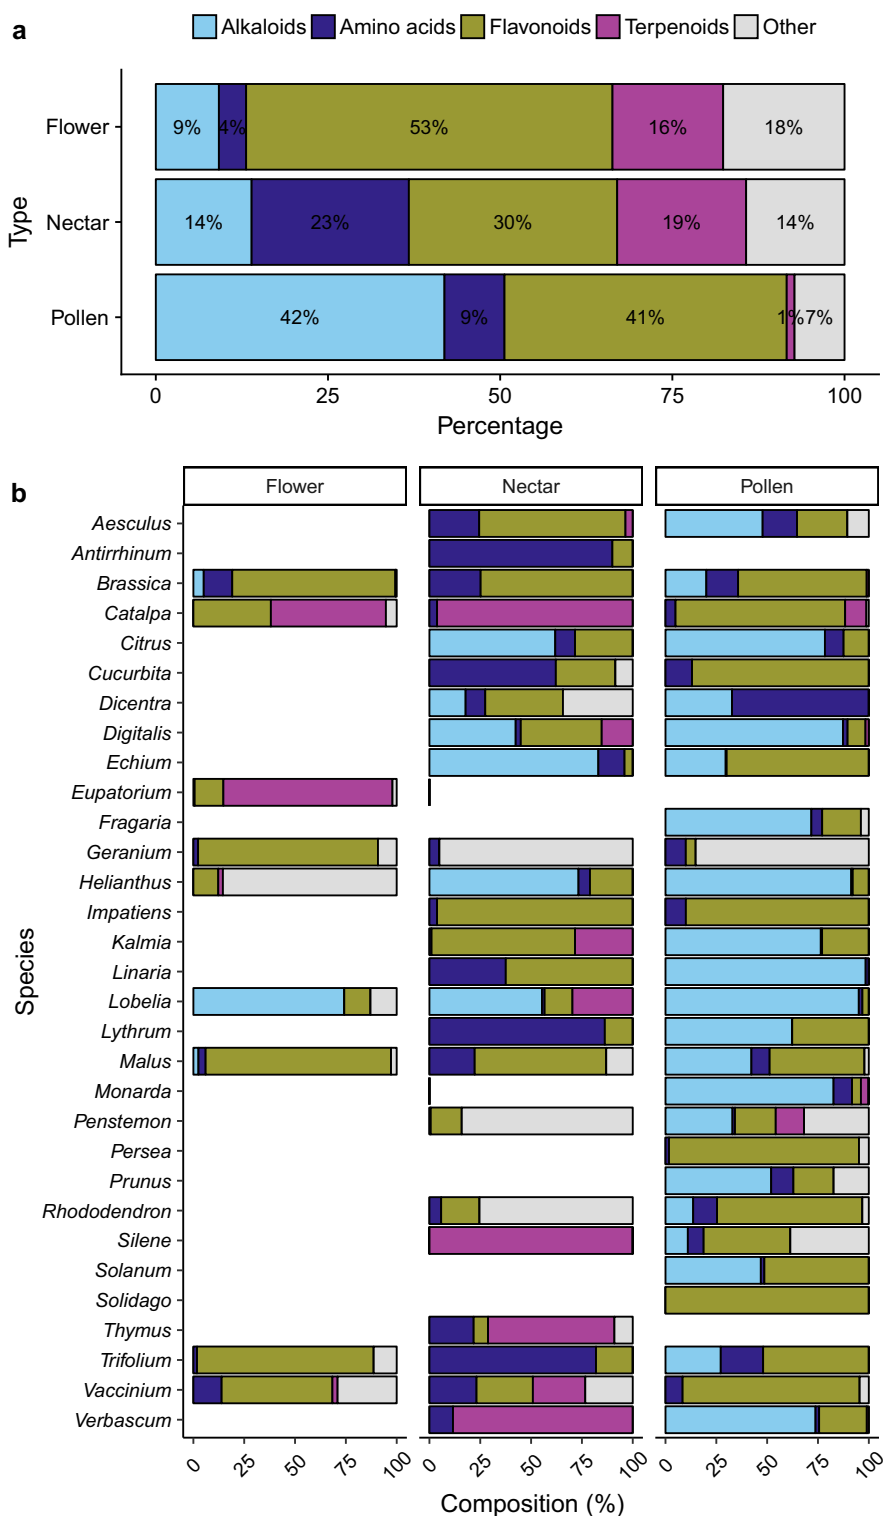 a
Alkaloids Amino acids Flavonoids Terpenoids Other
Type
Flower 9% 4% 53% 16% 18%
Nectar 14% 23% 30% 19% 14%
Pollen 42% 9% 41% 1% 7%
0 25 50 75 100
Percentage
b
Flower Nectar Pollen
Species
Aesculus
Antirrhinum
Brassica
Catalpa
Citrus
Cucurbita
Dicentra
Digitalis
Echium
Eupatorium
Fragaria
Geranium
Helianthus
Impatiens
Kalmia
Linaria
Lobelia
Lythrum
Malus
Monarda
Penstemon
Persea
Prunus
Rhododendron
Silene
Solanum
Solidago
Thymus
Trifolium
Vaccinium
Verbascum
0 25 50 75 100 0 25 50 75 100 0 25 50 75 100
Composition (%)